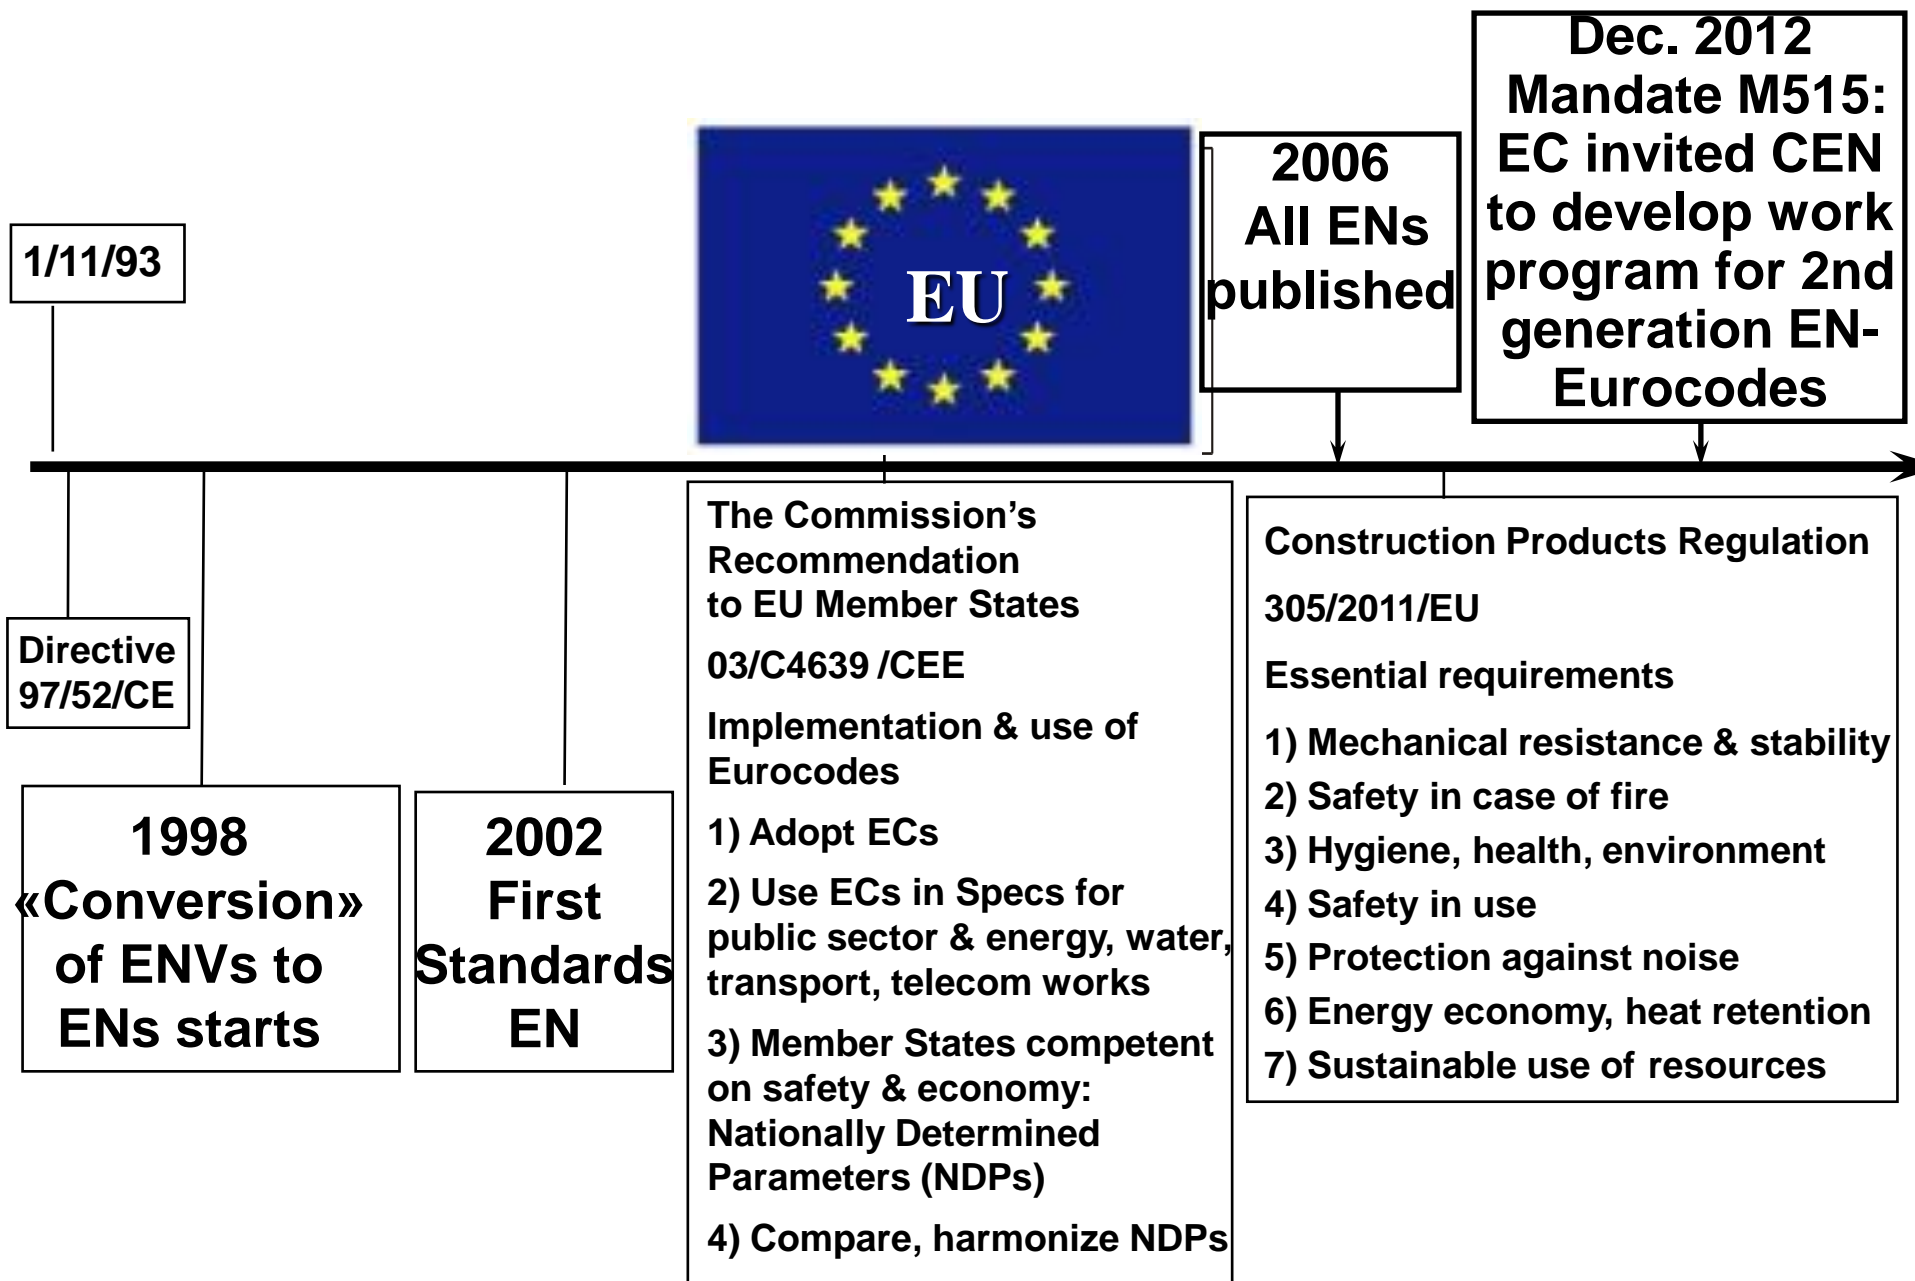 1/11/93
Directive
97/52/CE
1998
«Conversion»
of ENVs to
ENs starts
2002
First
Standards
EN
EU
The Commission’s
Recommendation
to EU Member States
03/C4639 /CEE
Implementation & use of
Eurocodes
1) Adopt ECs
2) Use ECs in Specs for
public sector & energy, water,
transport, telecom works
3) Member States competent
on safety & economy:
Nationally Determined
Parameters (NDPs)
4) Compare, harmonize NDPs
2006
All ENs
published
Construction Products Regulation
305/2011/EU
Essential requirements
1) Mechanical resistance & stability
2) Safety in case of fire
3) Hygiene, health, environment
4) Safety in use
5) Protection against noise
6) Energy economy, heat retention
7) Sustainable use of resources
Dec. 2012
Mandate M515:
EC invited CEN
to develop work
program for 2nd
generation EN-
Eurocodes